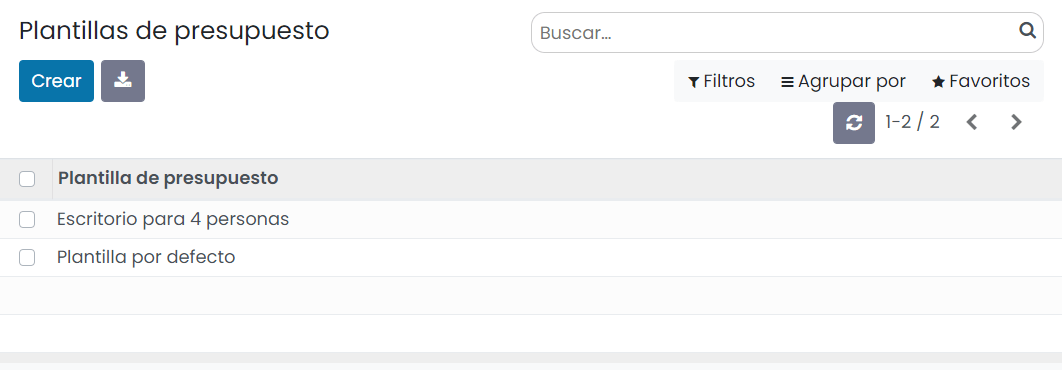 Plantillas de presupuesto
Buscar...
Crear
Filtros Agrupar por Favoritos
1-2 / 2
Plantilla de presupuesto
Escritorio para 4 personas
Plantilla por defecto